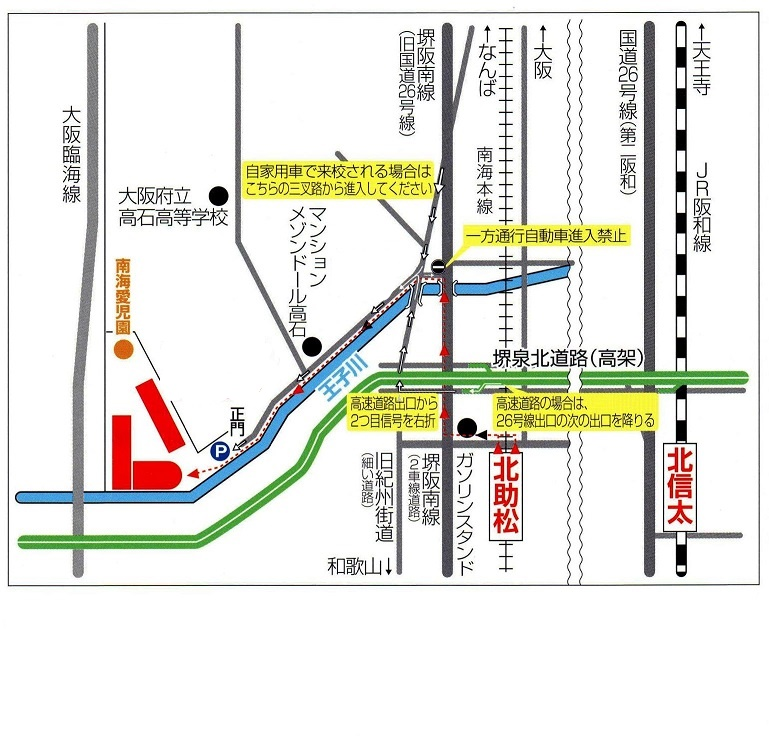 大阪臨海線
大阪府立
高石高等学校
マンション
メゾンドール高石
南海愛児園
正門
P
王子川
自家用車で来校される場合は
こちらの三叉路から進入してください
堺阪南線
(旧国道26号線)
↑なんば
↑大阪
南海本線
国道26号線(第二阪和)
↑天王寺
JR阪和線
一方通行自動車進入禁止
堺泉北道路(高架)
高速道路出口から
2つ目信号を右折
高速道路の場合は、
26号線出口の次の出口を降りる
旧紀州街道
(細い道路)
堺阪南線
(2車線道路)
ガソリンスタンド
北助松
北信太
和歌山↓